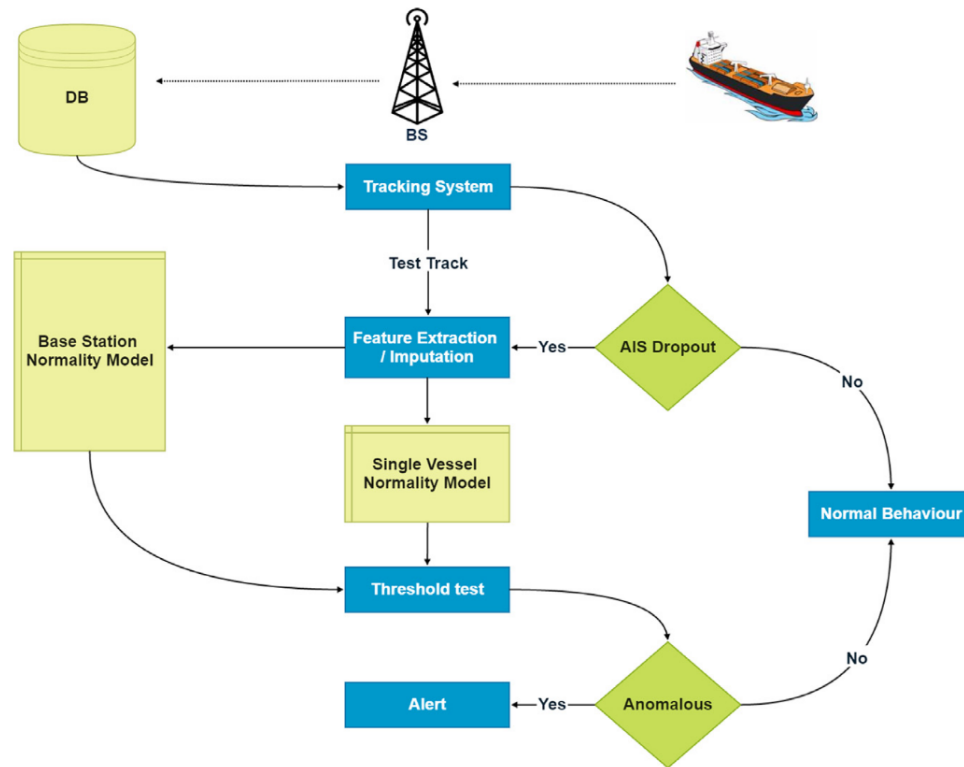 DB
BS
Tracking System
Test Track
Base Station
Normality Model
Feature Extraction
/ Imputation
Yes
AIS Dropout
No
Single Vessel
Normality Model
Normal Behaviour
Threshold test
No
Alert
Yes
Anomalous